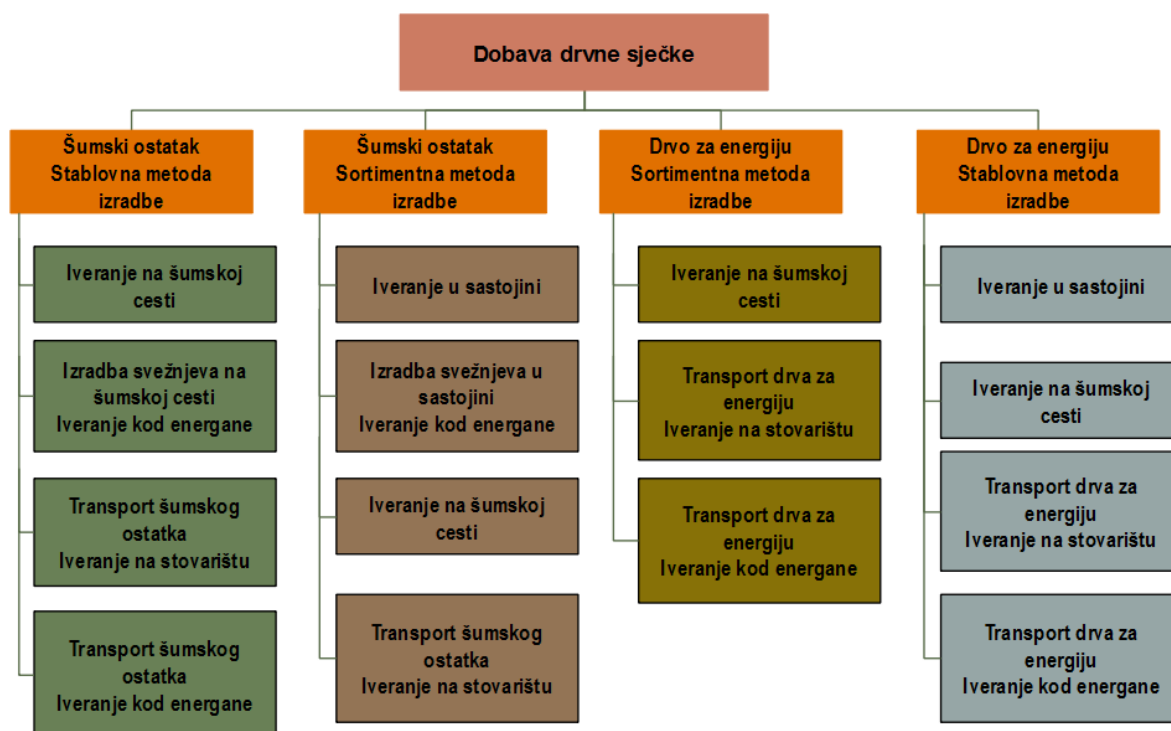 Dobava drvne sječke
Šumski ostatak
Stablovna metoda
izradbe
Iveranje na šumskoj
cesti
Izradba svežnjeva na
šumskoj cesti
Iveranje kod energane
Transport šumskog
ostatka
Iveranje na stovarištu
Transport šumskog
ostatka
Iveranje kod energane
Šumski ostatak
Sortimentna metoda
izradbe
Iveranje u sastojini
Izradba svežnjeva u
sastojini
Iveranje kod energane
Iveranje na šumskoj
cesti
Transport šumskog
ostatka
Iveranje na stovarištu
Drvo za energiju
Sortimentna metoda
izradbe
Iveranje na šumskoj
cesti
Transport drva za
energiju
Iveranje na stovarištu
Transport drva za
energiju
Iveranje kod energane
Drvo za energiju
Stablovna metoda
izradbe
Iveranje u sastojini
Iveranje na šumskoj
cesti
Transport drva za
energiju
Iveranje na stovarištu
Transport drva za
energiju
Iveranje kod energane